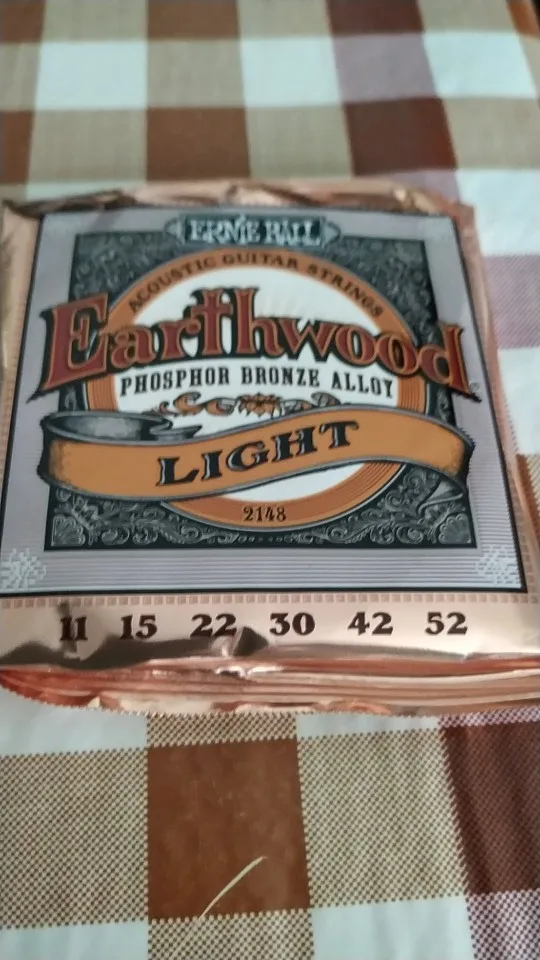 ERNIE BALL
ACOUSTIC GUITAR STRINGS
Earthwood
PHOSPHOR BRONZE ALLOY
LIGHT
2148
11 15 22 30 42 52